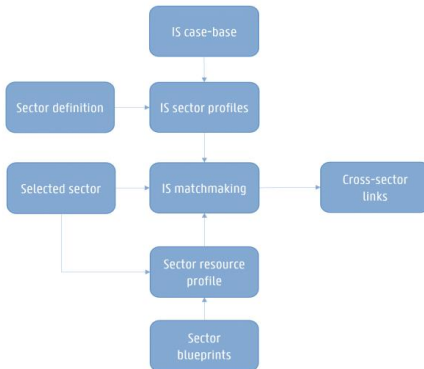 IS case-base
Sector definition
IS sector profiles
Selected sector
IS matchmaking
Cross-sector
links
Sector resource
profile
Sector
blueprints